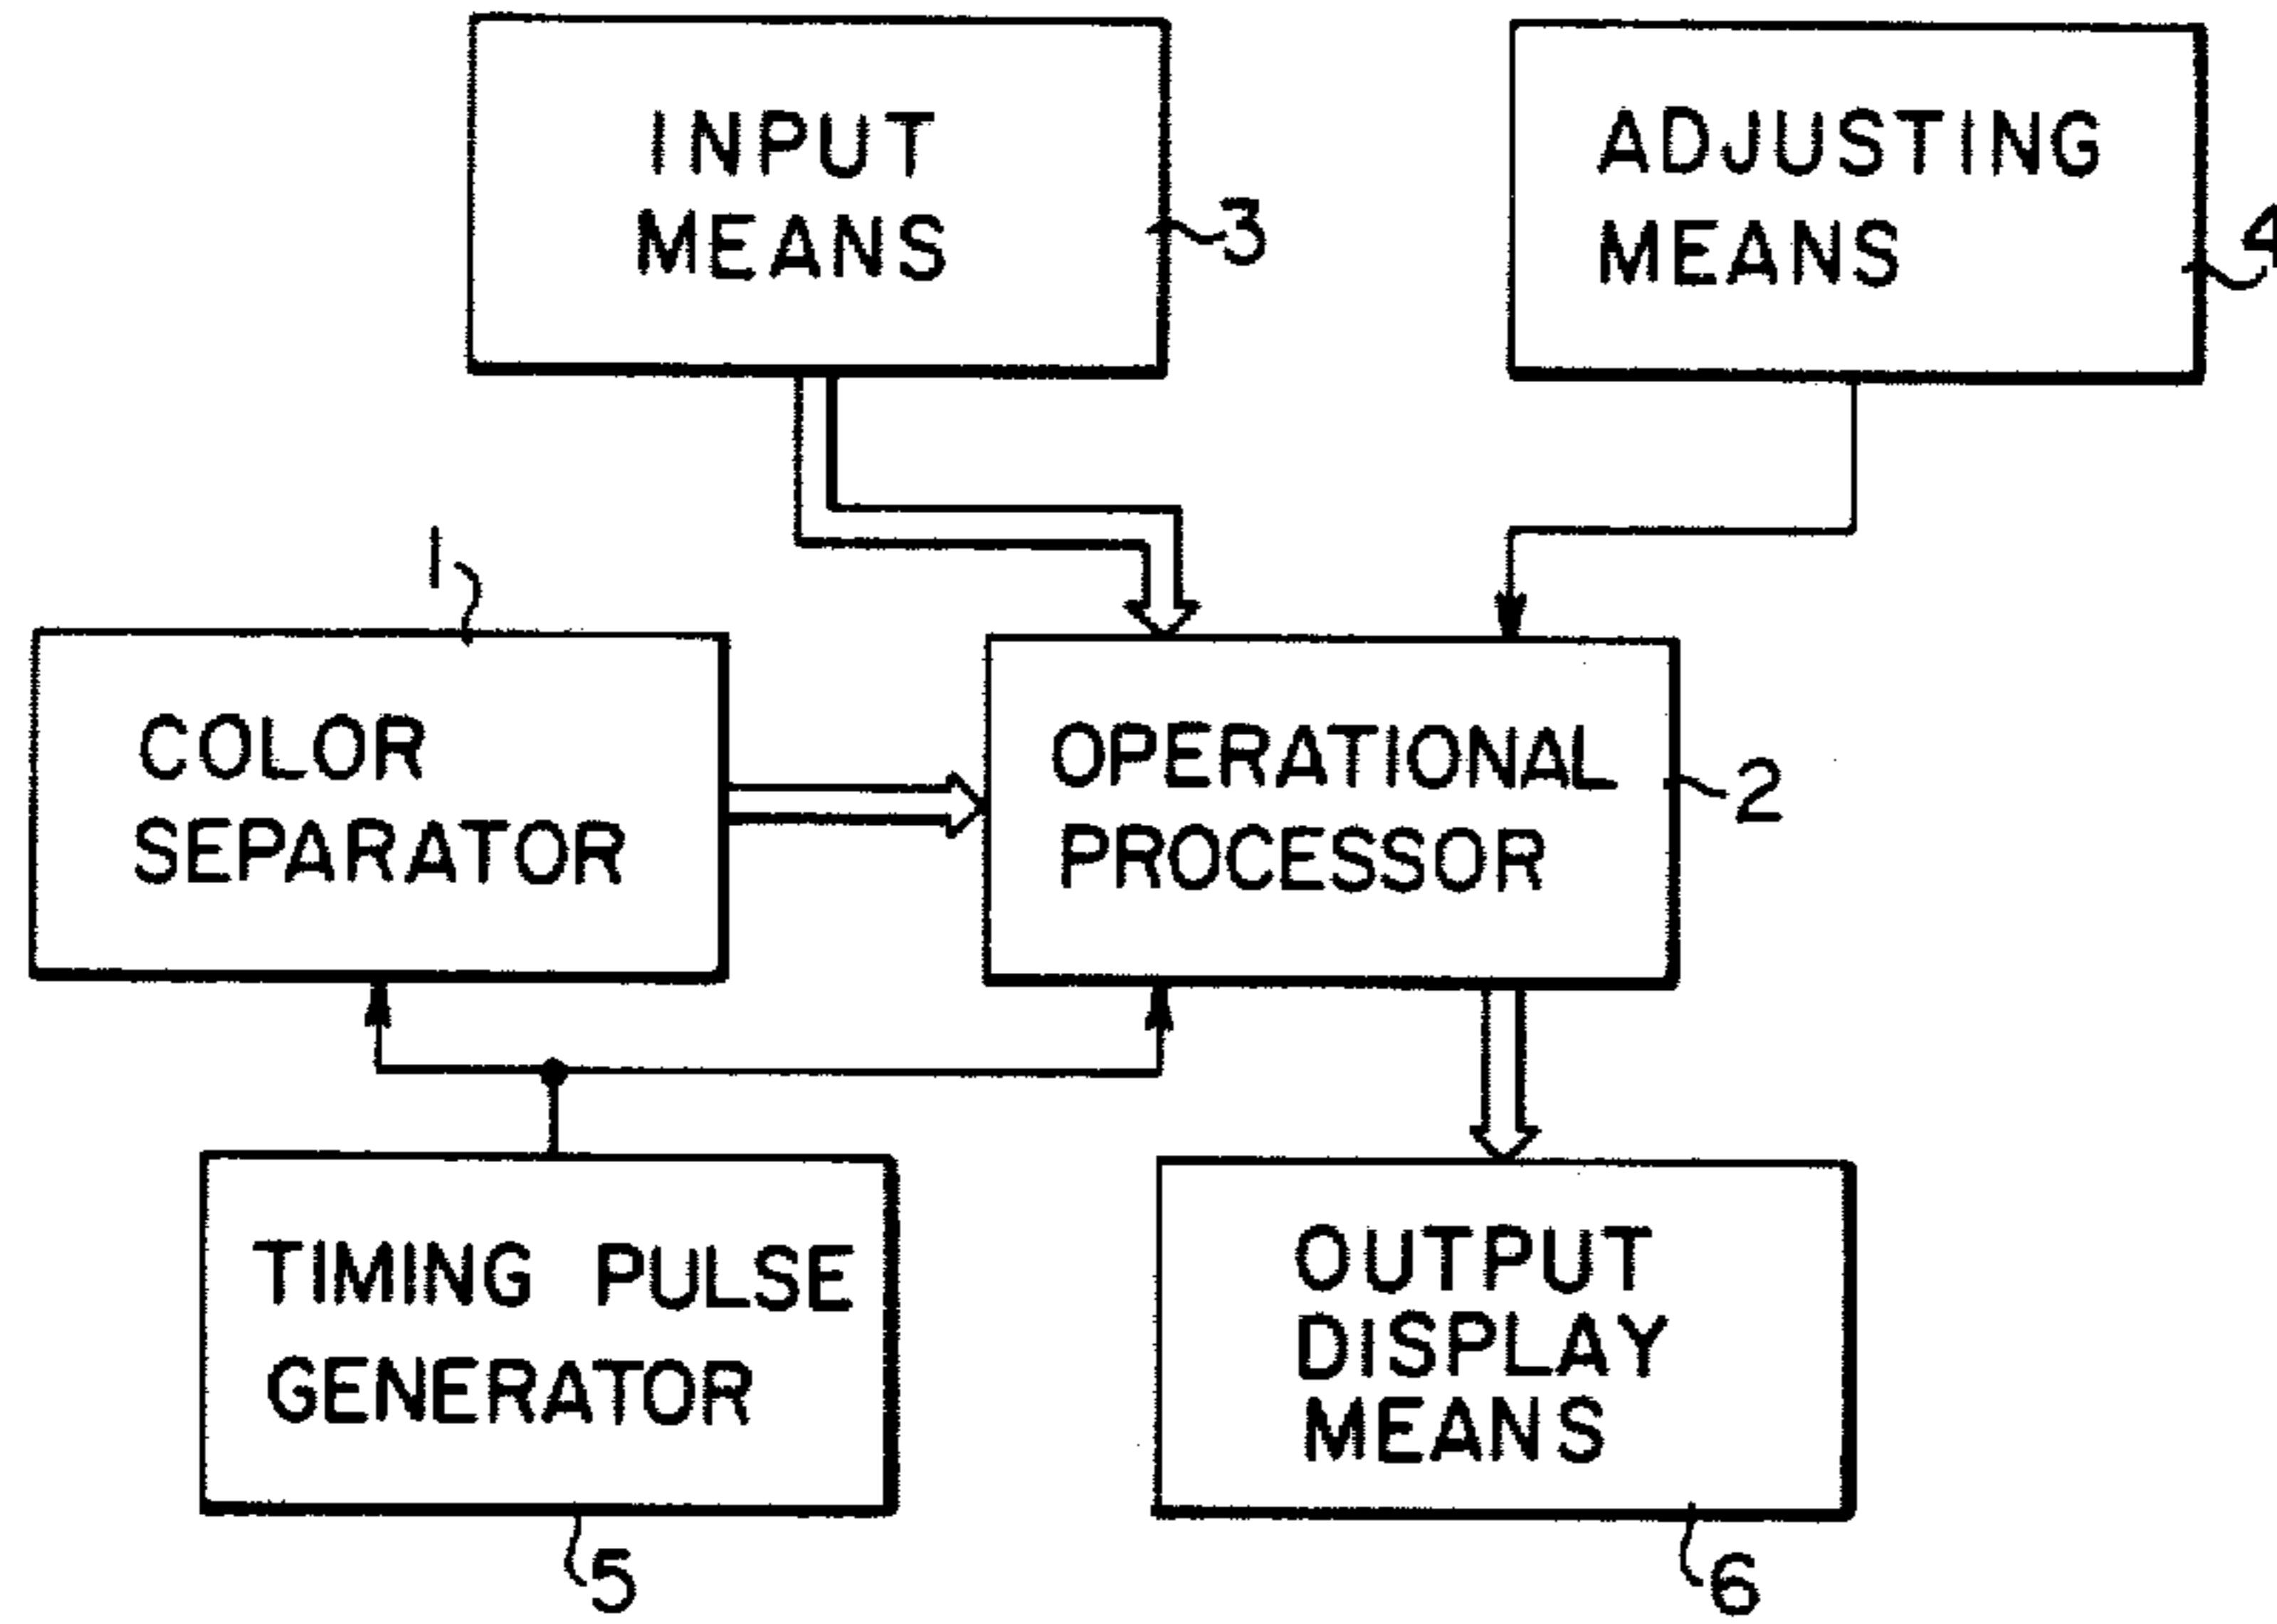 INPUT
MEANS
3
ADJUSTING
MEANS
4
1
COLOR
SEPARATOR
OPERATIONAL
PROCESSOR
2
TIMING PULSE
GENERATOR
5
OUTPUT
DISPLAY
MEANS
6